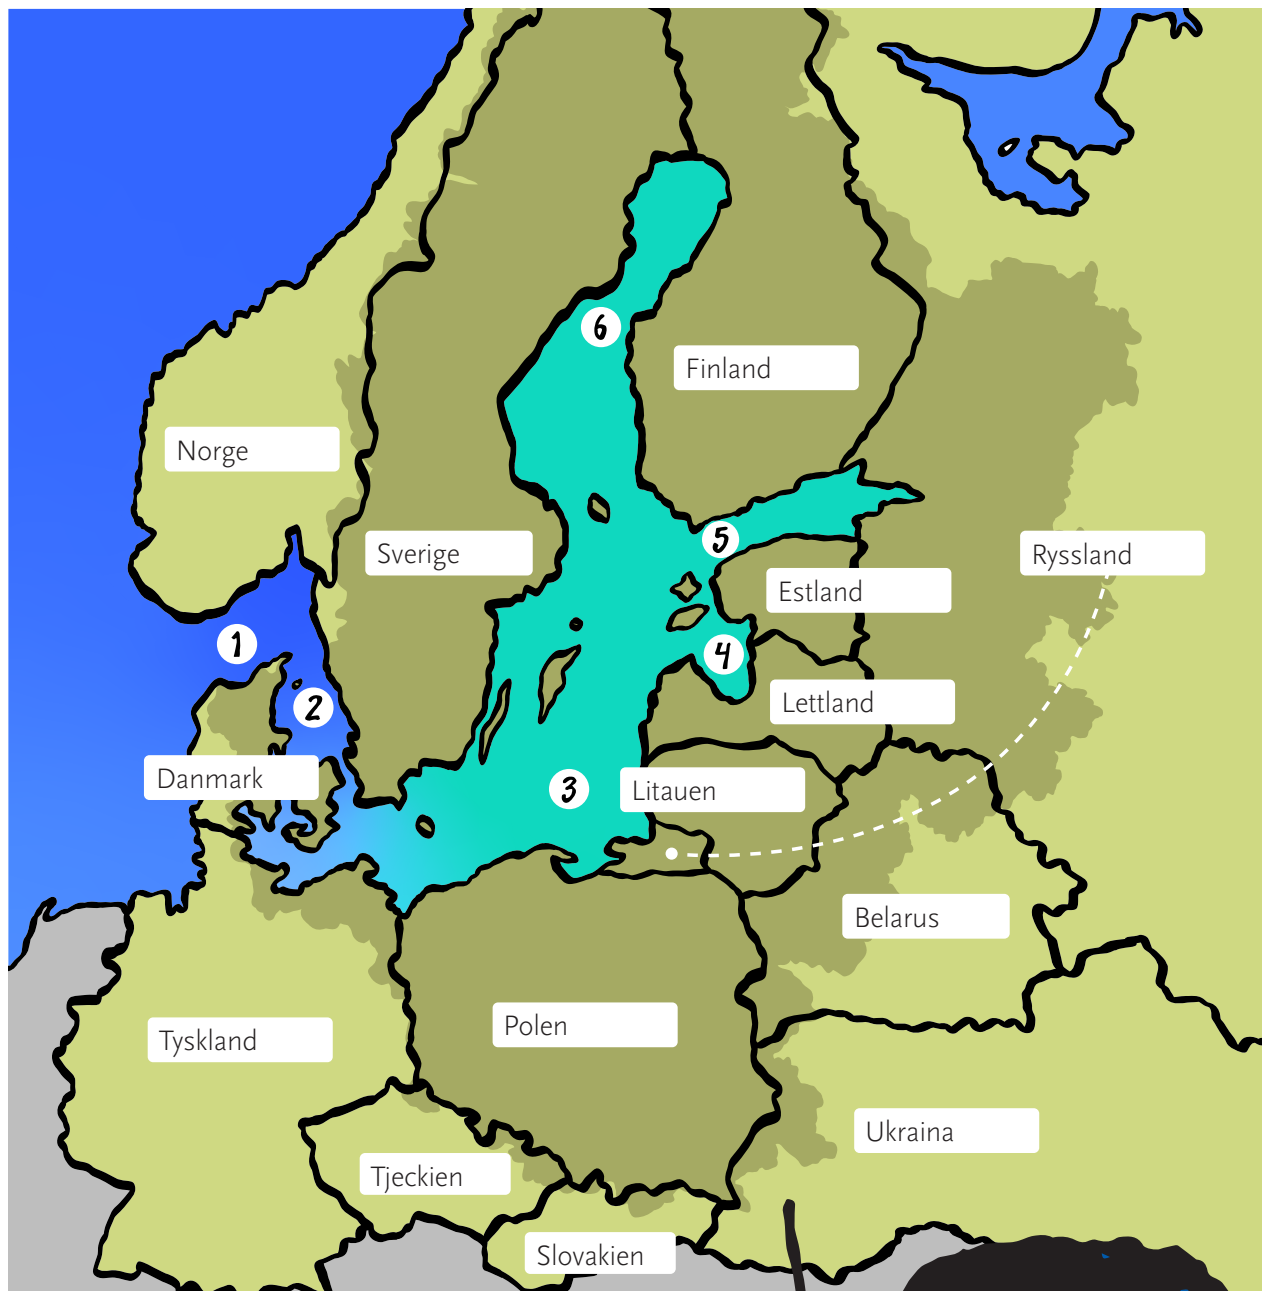 6
Finland
Norge
5
Sverige
Ryssland
Estland
1
4
2
Lettland
Danmark
3
Litauen
Belarus
Polen
Tyskland
Ukraina
Tjeckien
Slovakien